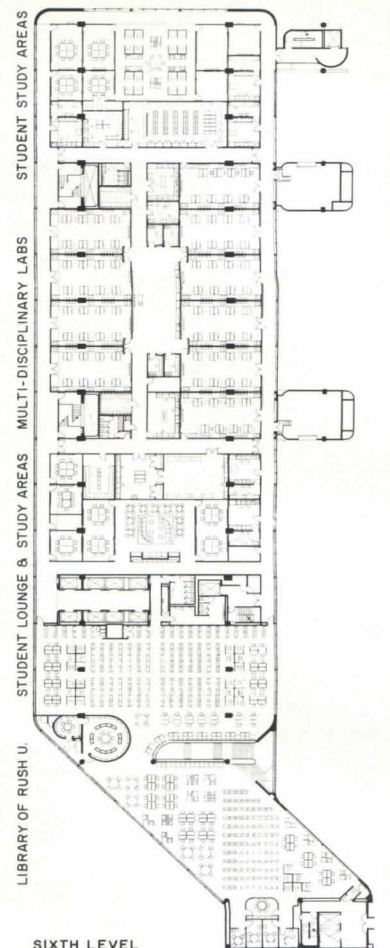 STUDENT STUDY AREAS
MULTI-DISCIPLINARY LABS
STUDENT LOUNGE & STUDY AREAS
LIBRARY OF RUSH U.
SIXTH LEVEL